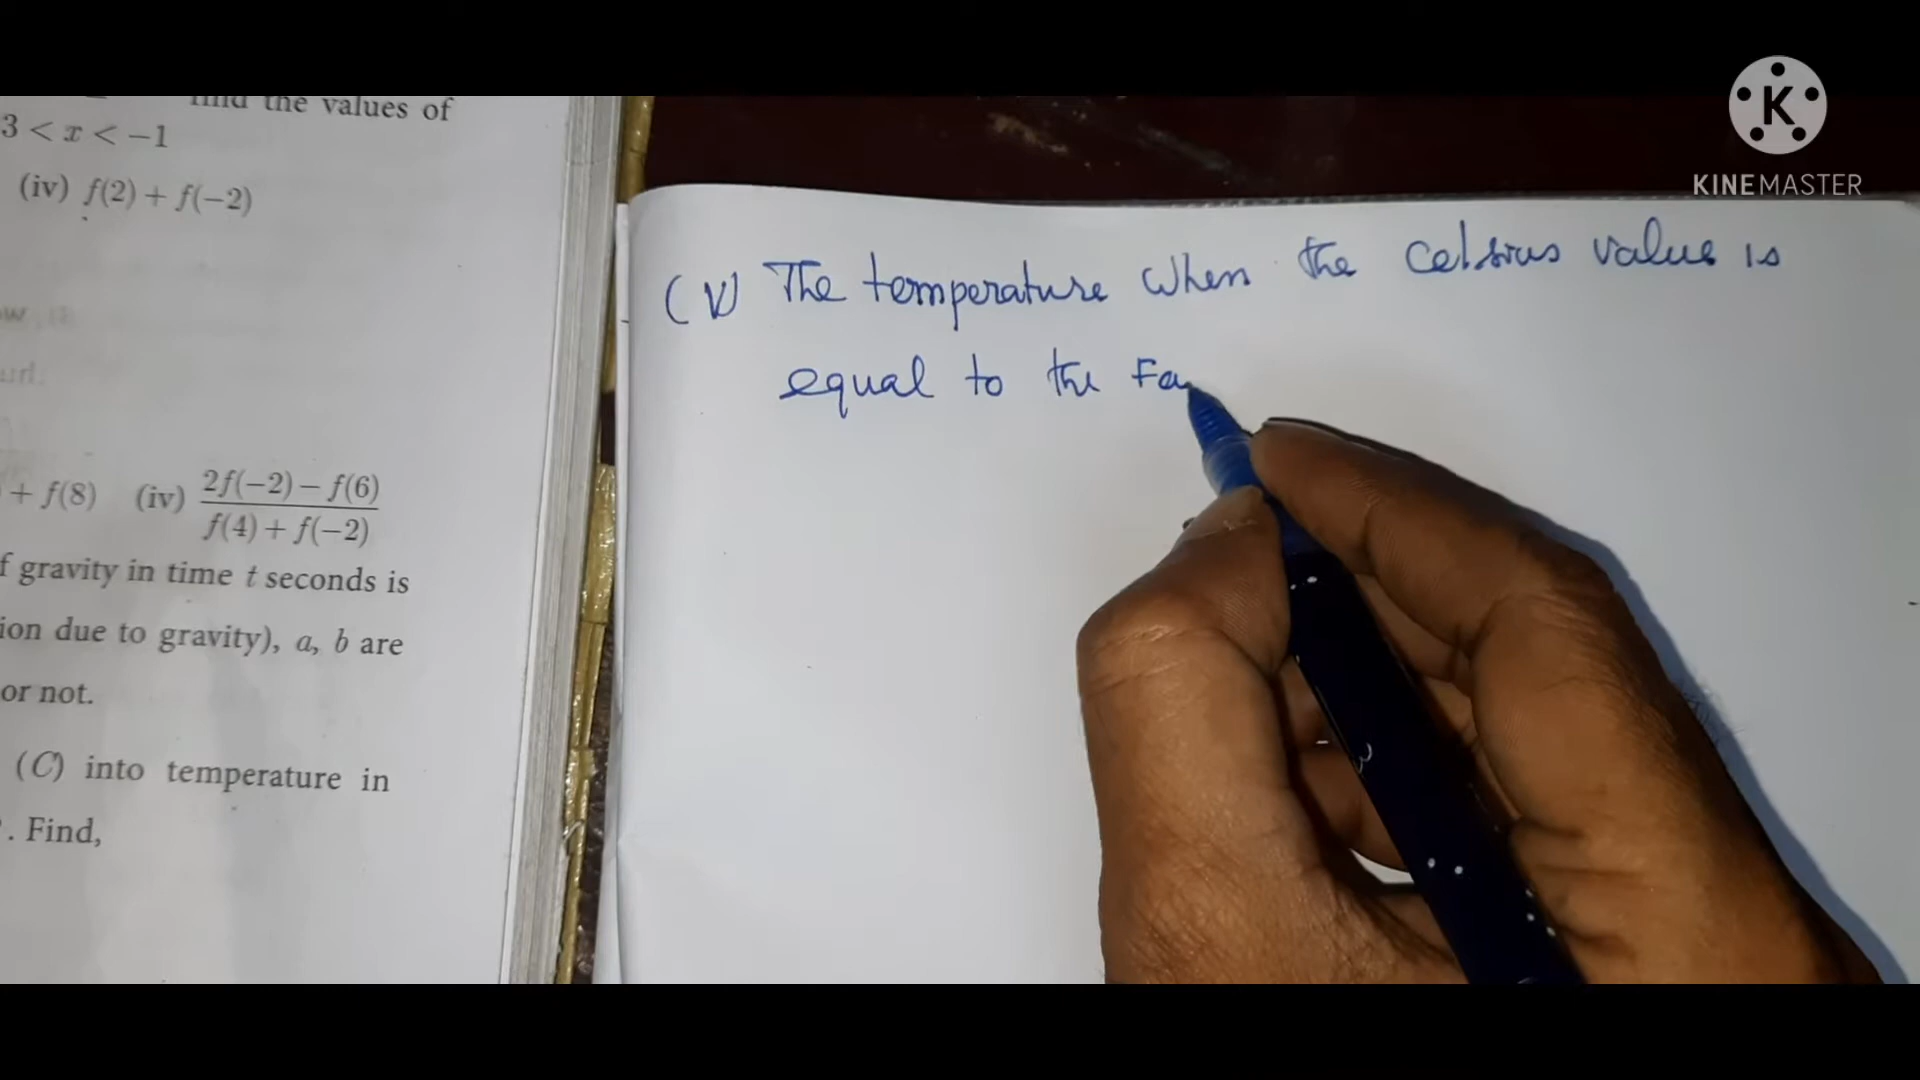 find the values of
3 < x < −1
(iv) f(2) + f(−2)
+ f(8) (iv) 2f(−2) − f(6)
f(4) + f(−2)
f gravity in time t seconds is
ion due to gravity), a, b are
or not.
(C) into temperature in
. Find,
KINEMASTER
(v) The temperature when the celsius value is
equal to the Fa